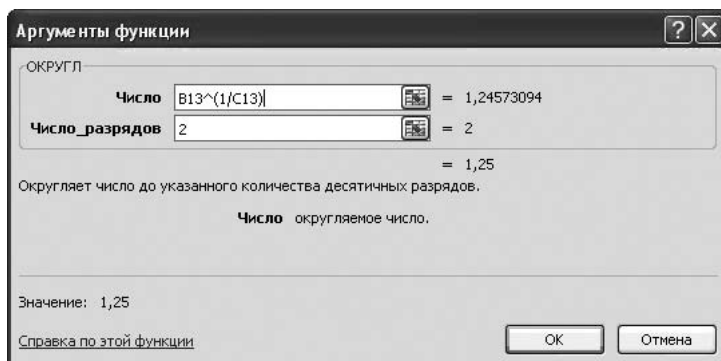 Аргументы функции
ОКРУГЛ
Число B13^(1/C13) = 1,24573094
Число_разрядов 2 = 2
= 1,25
Округляет число до указанного количества десятичных разрядов.
Число округляемое число.
Значение: 1,25
Справка по этой функции ОК Отмена